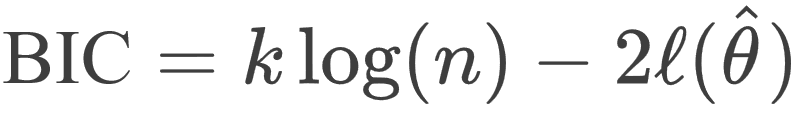 BIC = k log(n) − 2ℓ(θ̂)